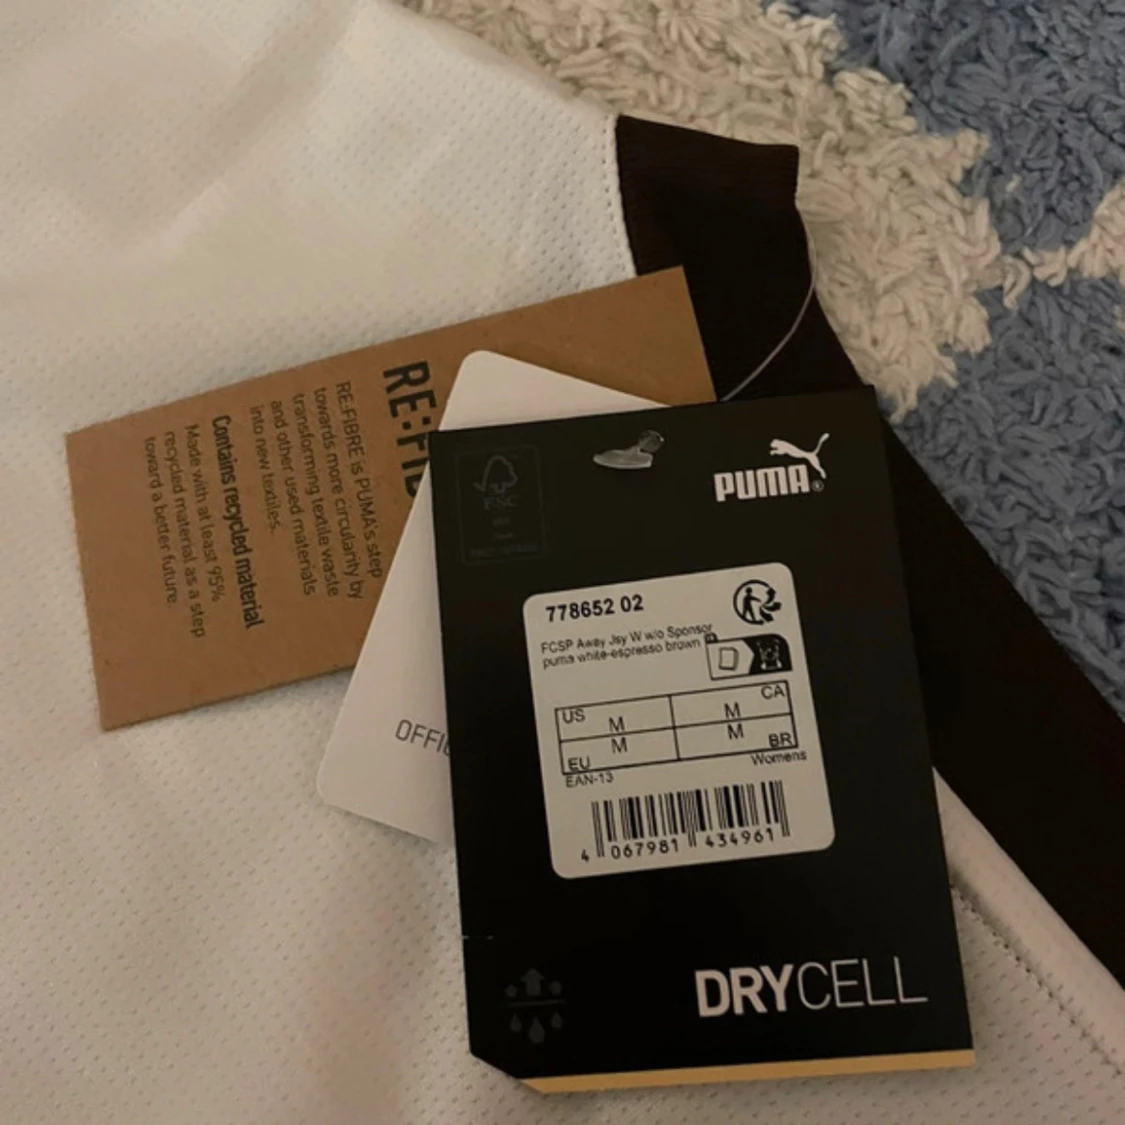 RE:FIB
RE:FIBRE is PUMA's step
towards more circularity by
transforming textile waste
and other used materials
into new textiles.
Contains recycled material
Made with at least 95%
recycled material as a step
toward a better future.
OFFIC
FSC
PUMA®
778652 02
FCSP Away Jsy W w/o Sponsor
puma white-espresso brown
US M
CA M
EU M
BR M
EAN-13
Womens
4 067981 434961
DRYCELL